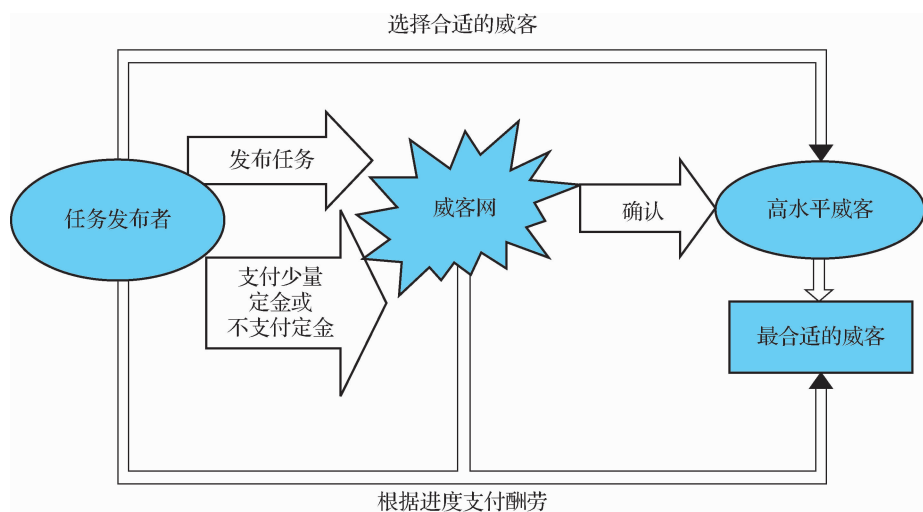 选择合适的威客
发布任务
任务发布者
威客网
确认
高水平威客
支付少量
定金或
不支付定金
最合适的威客
根据进度支付酬劳